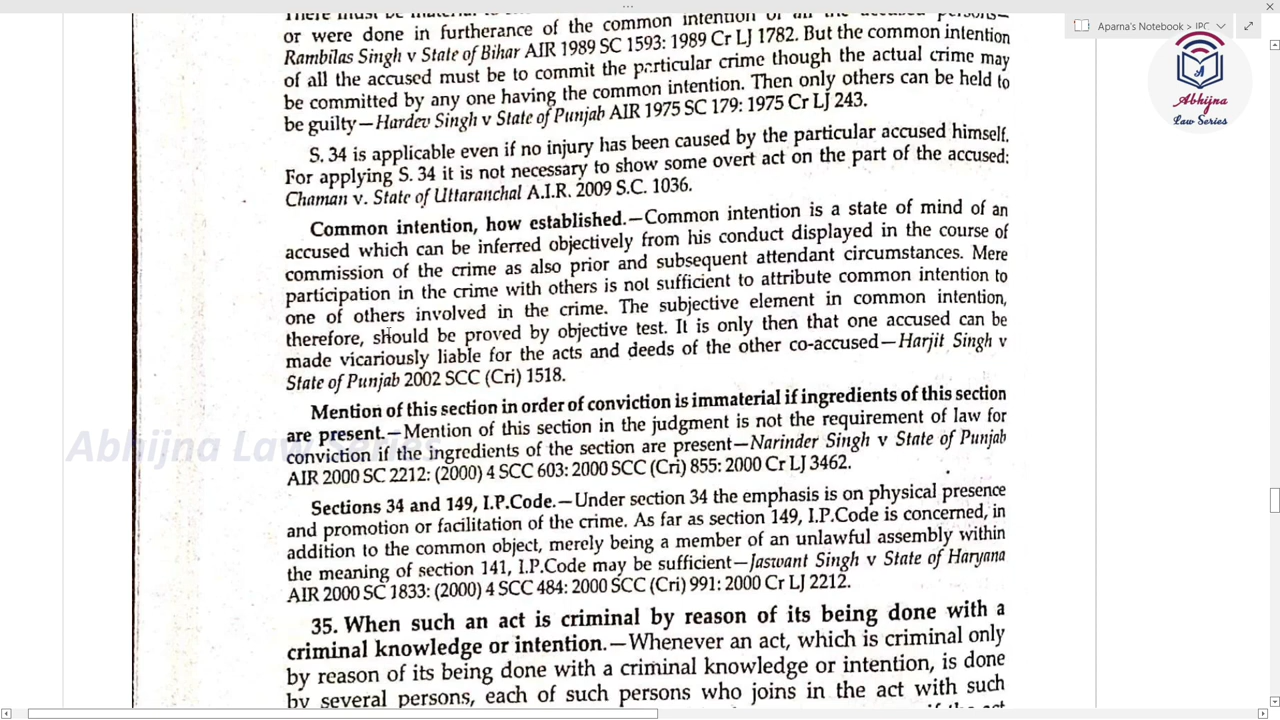 Aparna's Notebook > IPC
Abhijna
Law Series
or were done in furtherance of the common intention of all the accused persons—
Rambilas Singh v State of Bihar AIR 1989 SC 1593: 1989 Cr LJ 1782. But the common intention
of all the accused must be to commit the particular crime though the actual crime may
be committed by any one having the common intention. Then only others can be held to
be guilty—Hardev Singh v State of Punjab AIR 1975 SC 179: 1975 Cr LJ 243.
S. 34 is applicable even if no injury has been caused by the particular accused himself.
For applying S. 34 it is not necessary to show some overt act on the part of the accused:
Chaman v. State of Uttaranchal A.I.R. 2009 S.C. 1036.
Common intention, how established.—Common intention is a state of mind of an
accused which can be inferred objectively from his conduct displayed in the course of
commission of the crime as also prior and subsequent attendant circumstances. Mere
participation in the crime with others is not sufficient to attribute common intention to
one of others involved in the crime. The subjective element in common intention,
therefore, should be proved by objective test. It is only then that one accused can be
made vicariously liable for the acts and deeds of the other co-accused—Harjit Singh v
State of Punjab 2002 SCC (Cri) 1518.
Mention of this section in order of conviction is immaterial if ingredients of this section
are present.—Mention of this section in the judgment is not the requirement of law for
conviction if the ingredients of the section are present—Narinder Singh v State of Punjab
AIR 2000 SC 2212: (2000) 4 SCC 603: 2000 SCC (Cri) 855: 2000 Cr LJ 3462.
Abhijna Law Series
Sections 34 and 149, I.P.Code.—Under section 34 the emphasis is on physical presence
and promotion or facilitation of the crime. As far as section 149, I.P.Code is concerned, in
addition to the common object, merely being a member of an unlawful assembly within
the meaning of section 141, I.P.Code may be sufficient—Jaswant Singh v State of Haryana
AIR 2000 SC 1833: (2000) 4 SCC 484: 2000 SCC (Cri) 991: 2000 Cr LJ 2212.
35. When such an act is criminal by reason of its being done with a
criminal knowledge or intention.—Whenever an act, which is criminal only
by reason of its being done with a criminal knowledge or intention, is done
by several persons, each of such persons who joins in the act with such